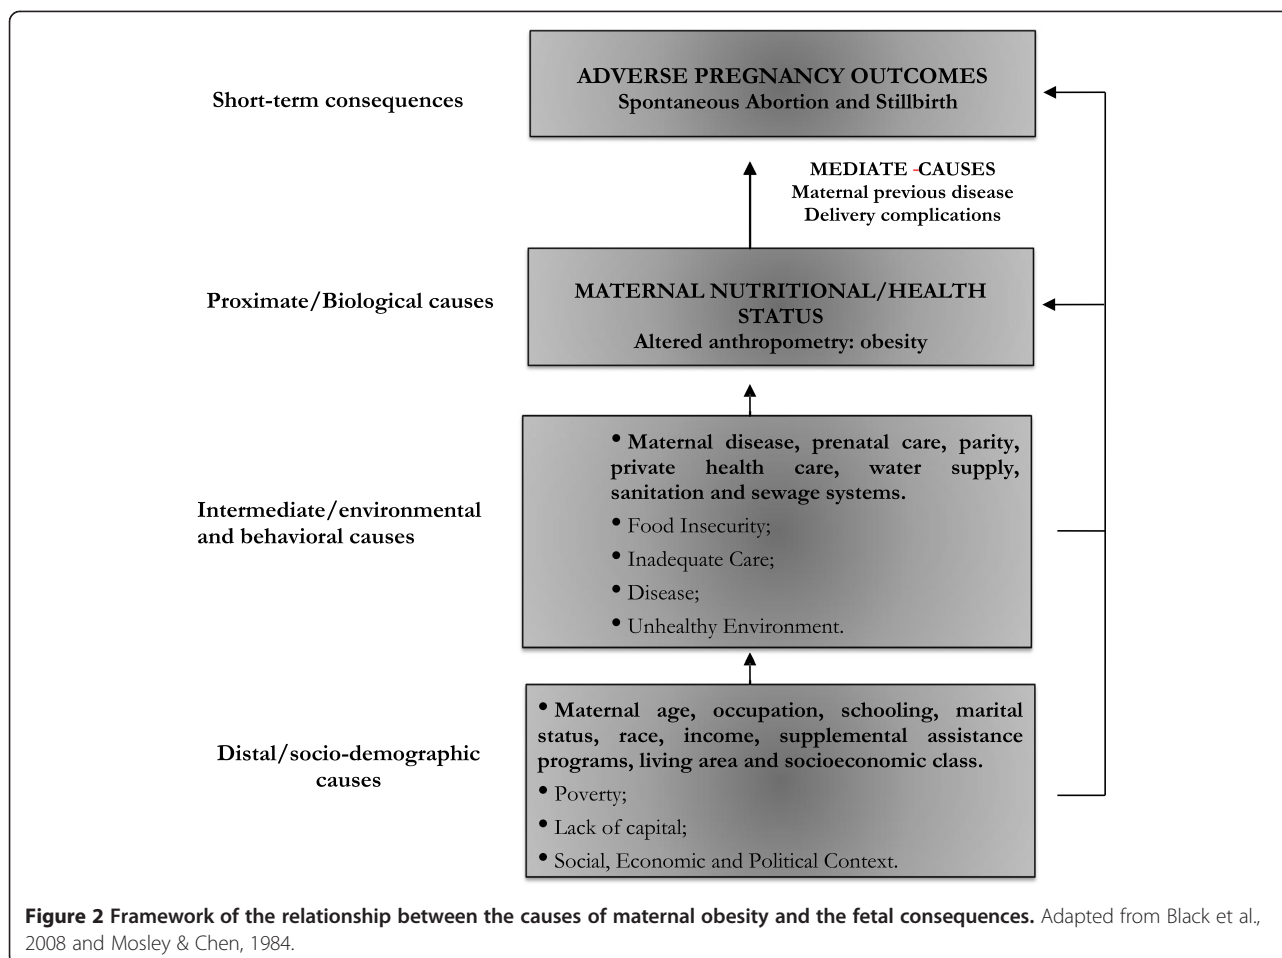 ADVERSE PREGNANCY OUTCOMES
Spontaneous Abortion and Stillbirth
Short-term consequences
MEDIATE -CAUSES
Maternal previous disease
Delivery complications
Proximate/Biological causes
MATERNAL NUTRITIONAL/HEALTH
STATUS
Altered anthropometry: obesity
Intermediate/environmental
and behavioral causes
• Maternal disease, prenatal care, parity,
private health care, water supply,
sanitation and sewage systems.
• Food Insecurity;
• Inadequate Care;
• Disease;
• Unhealthy Environment.
Distal/socio-demographic
causes
• Maternal age, occupation, schooling, marital
status, race, income, supplemental assistance
programs, living area and socioeconomic class.
• Poverty;
• Lack of capital;
• Social, Economic and Political Context.
Figure 2 Framework of the relationship between the causes of maternal obesity and the fetal consequences. Adapted from Black et al.,
2008 and Mosley & Chen, 1984.